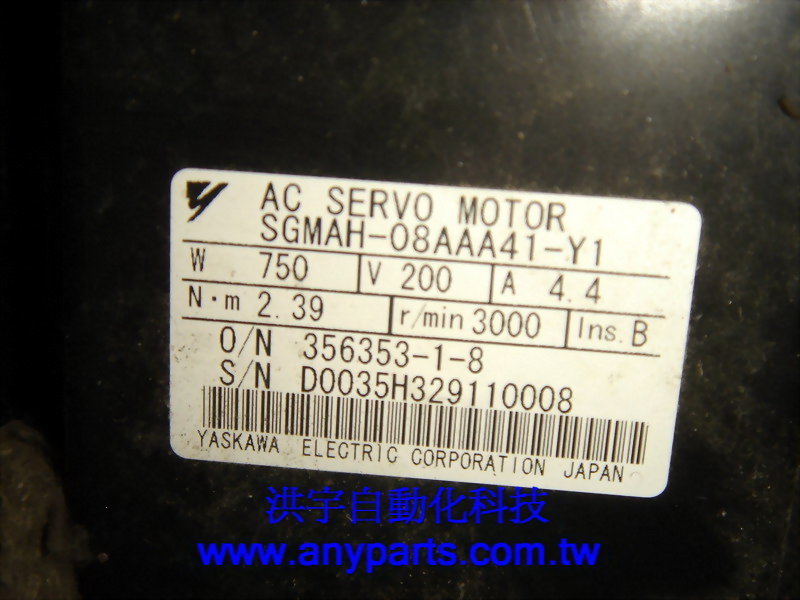 AC SERVO MOTOR
SGMAH-08AAA41-Y1
W 750 V 200 A 4.4
N·m 2.39 r/min 3000 Ins. B
O/N 356353-1-8
S/N D0035H329110008
YASKAWA ELECTRIC CORPORATION JAPAN
洪宇自動化科技
www.anyparts.com.tw